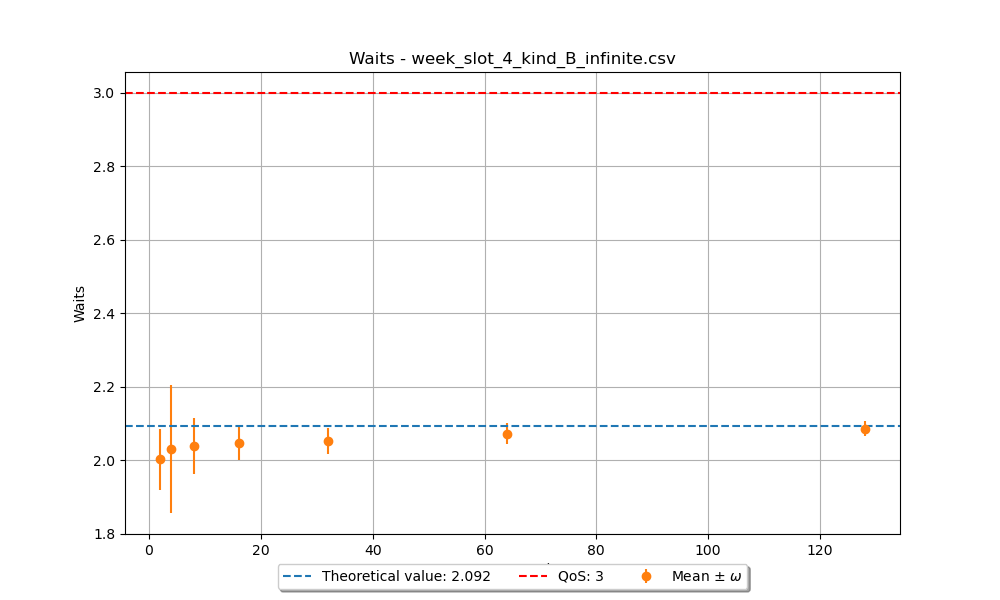 Waits - week_slot_4_kind_B_infinite.csv
3.0
2.8
2.6
2.4
2.2
2.0
1.8
Waits
0 20 40 60 80 100 120
Theoretical value: 2.092 QoS: 3 Mean ± ω